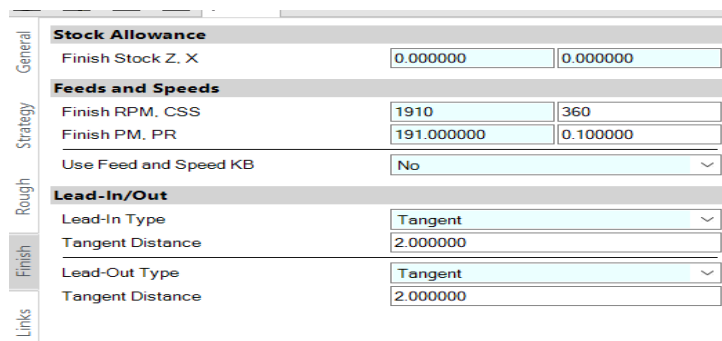 General
Strategy
Rough
Finish
Links
Stock Allowance
Finish Stock Z, X 0.000000 0.000000
Feeds and Speeds
Finish RPM, CSS 1910 360
Finish PM, PR 191.000000 0.100000
Use Feed and Speed KB No
Lead-In/Out
Lead-In Type Tangent
Tangent Distance 2.000000
Lead-Out Type Tangent
Tangent Distance 2.000000